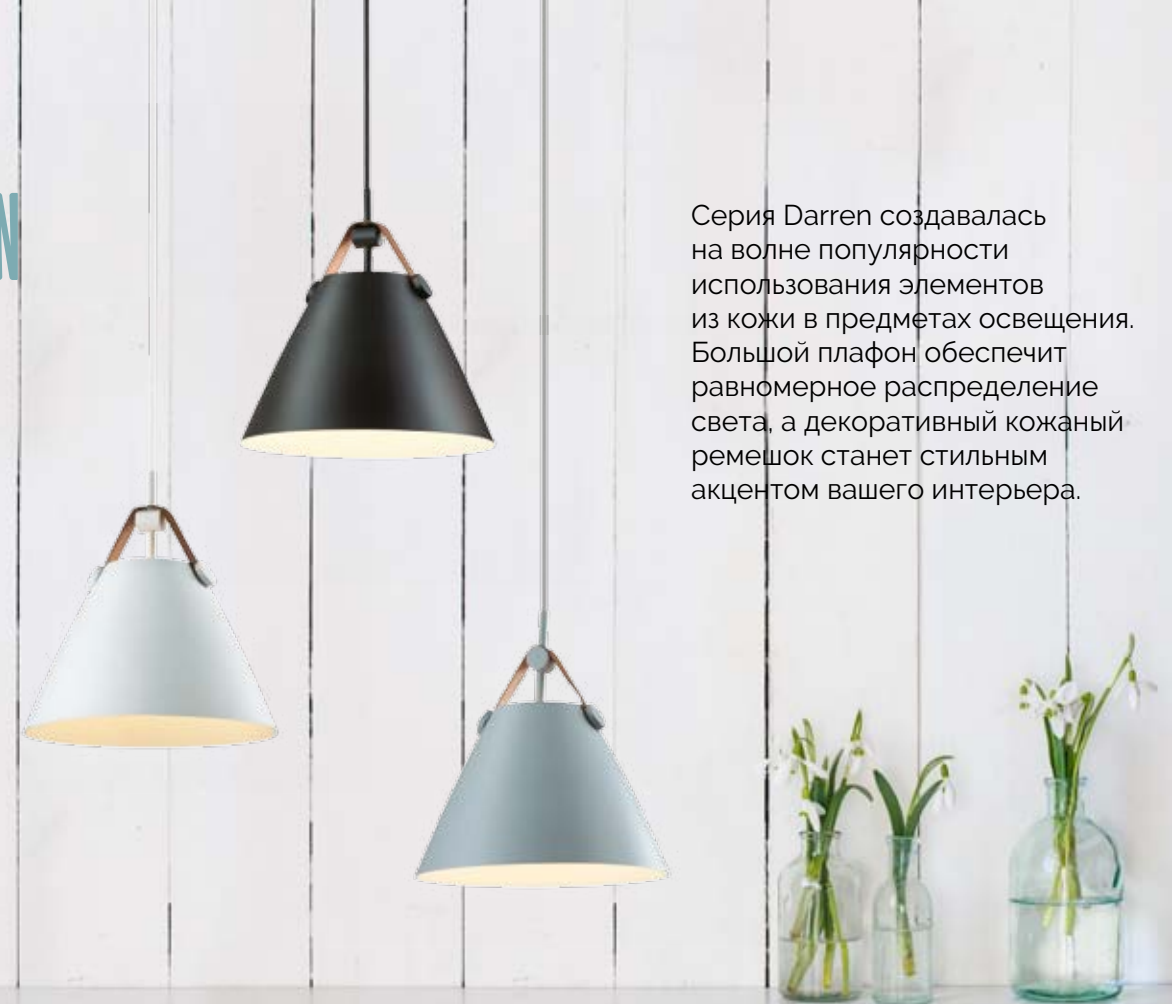 N
Серия Darren создавалась
на волне популярности
использования элементов
из кожи в предметах освещения.
Большой плафон обеспечит
равномерное распределение
света, а декоративный кожаный
ремешок станет стильным
акцентом вашего интерьера.